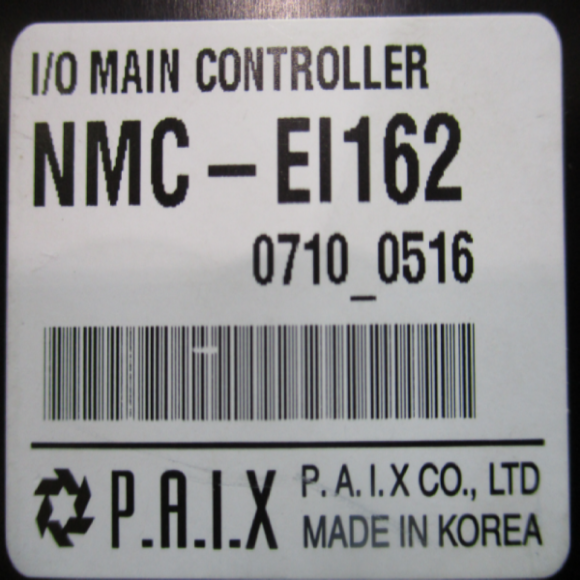 I/O MAIN CONTROLLER
NMC-EI162
0710_0516
P.A.I.X
P.A.I.X CO., LTD
MADE IN KOREA